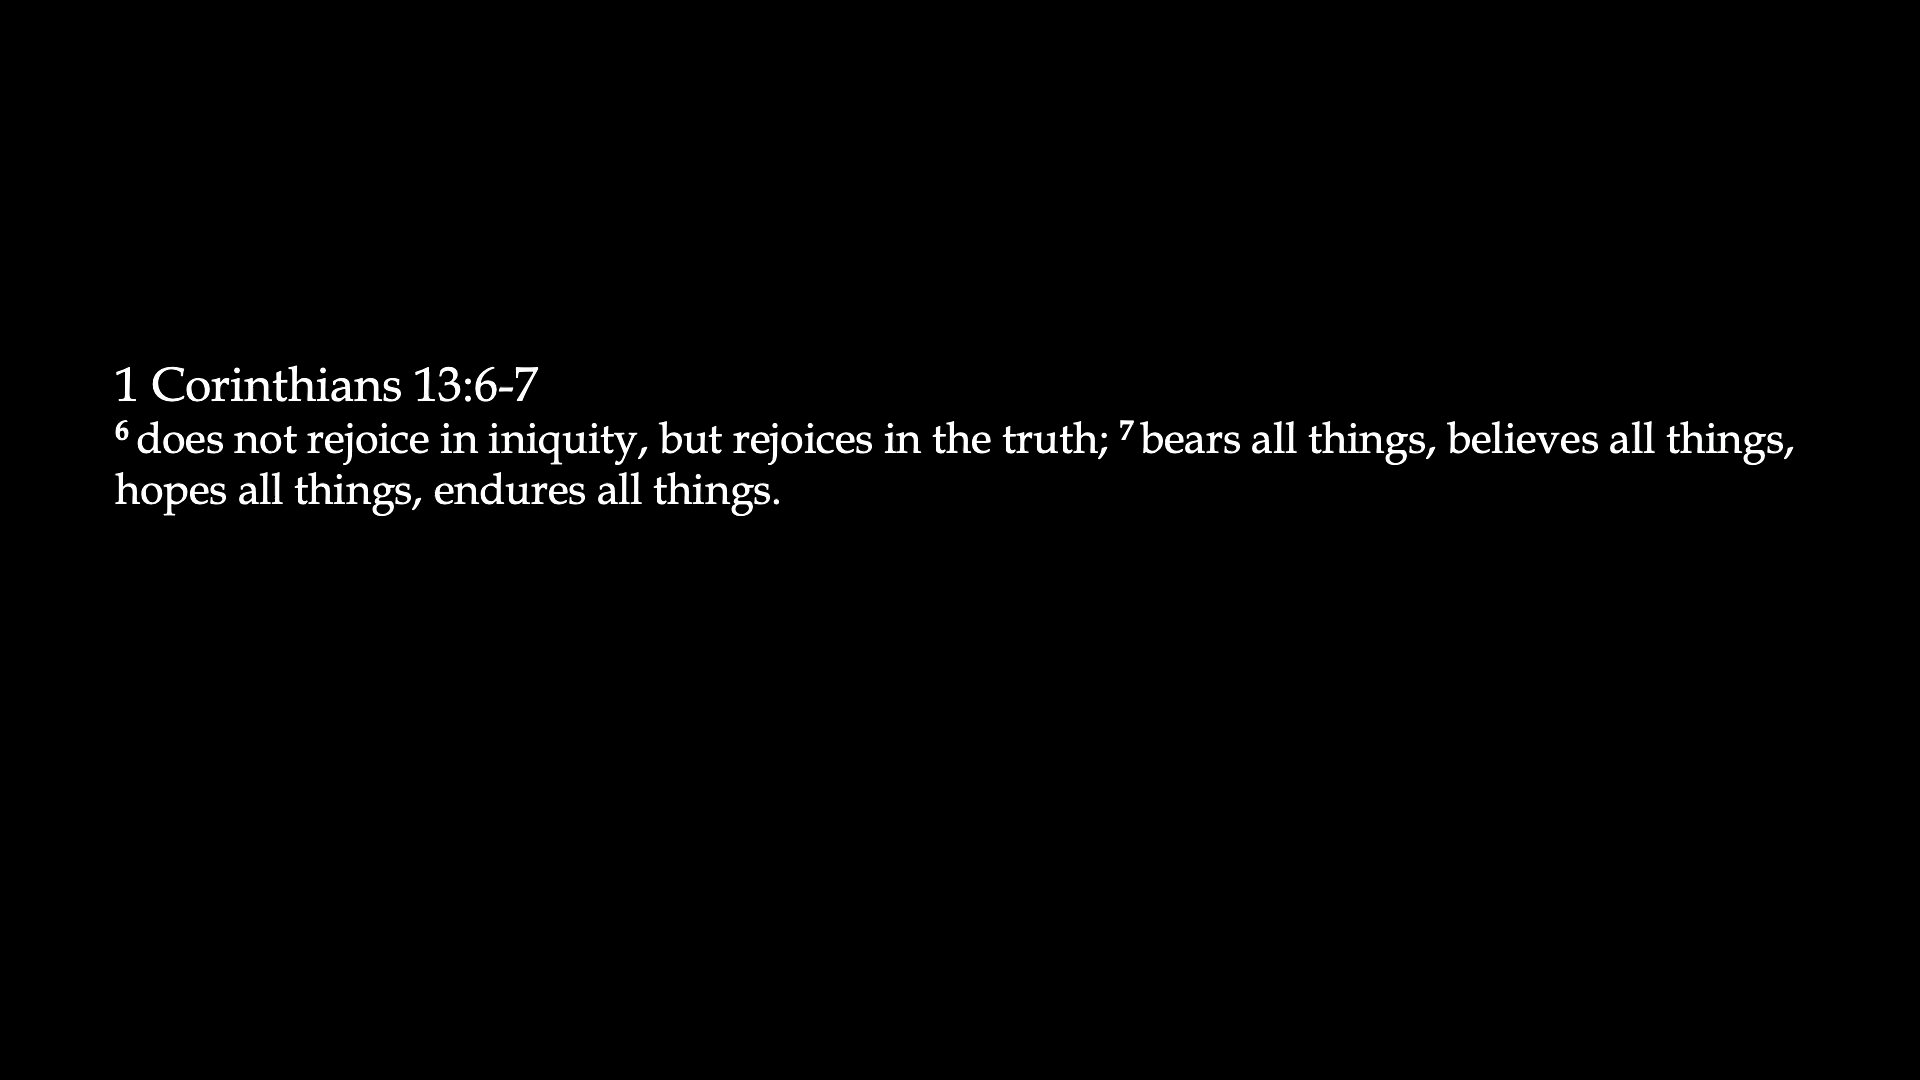 1 Corinthians 13:6-7
⁶ does not rejoice in iniquity, but rejoices in the truth; ⁷ bears all things, believes all things,
hopes all things, endures all things.